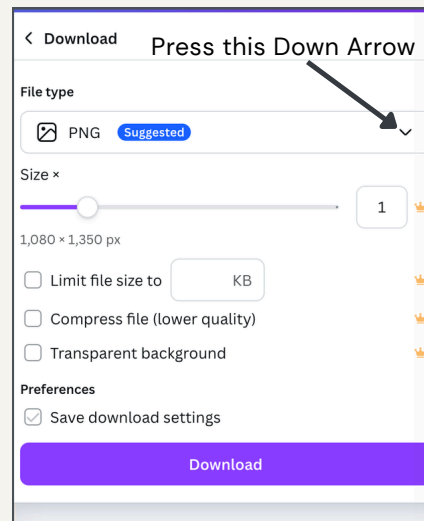 Download
Press this Down Arrow
File type
PNG Suggested
Size ×
1
1,080 × 1,350 px
Limit file size to KB
Compress file (lower quality)
Transparent background
Preferences
Save download settings
Download